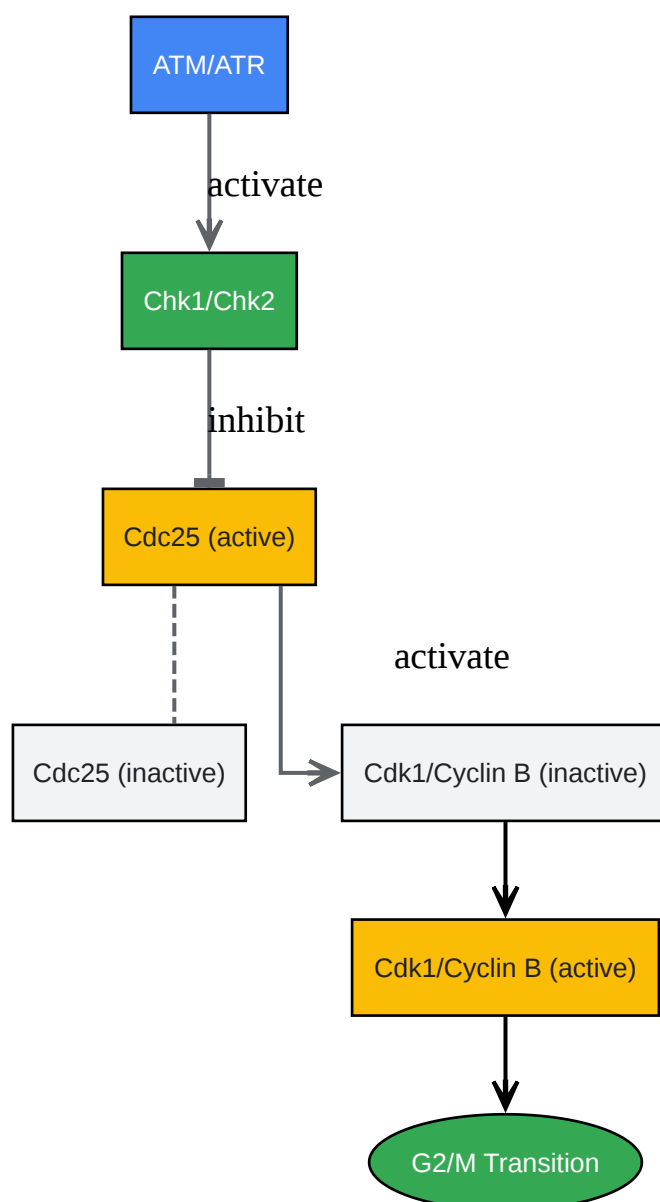 ATM/ATR
activate
Chk1/Chk2
inhibit
Cdc25 (active)
activate
Cdc25 (inactive)
Cdk1/Cyclin B (inactive)
Cdk1/Cyclin B (active)
G2/M Transition